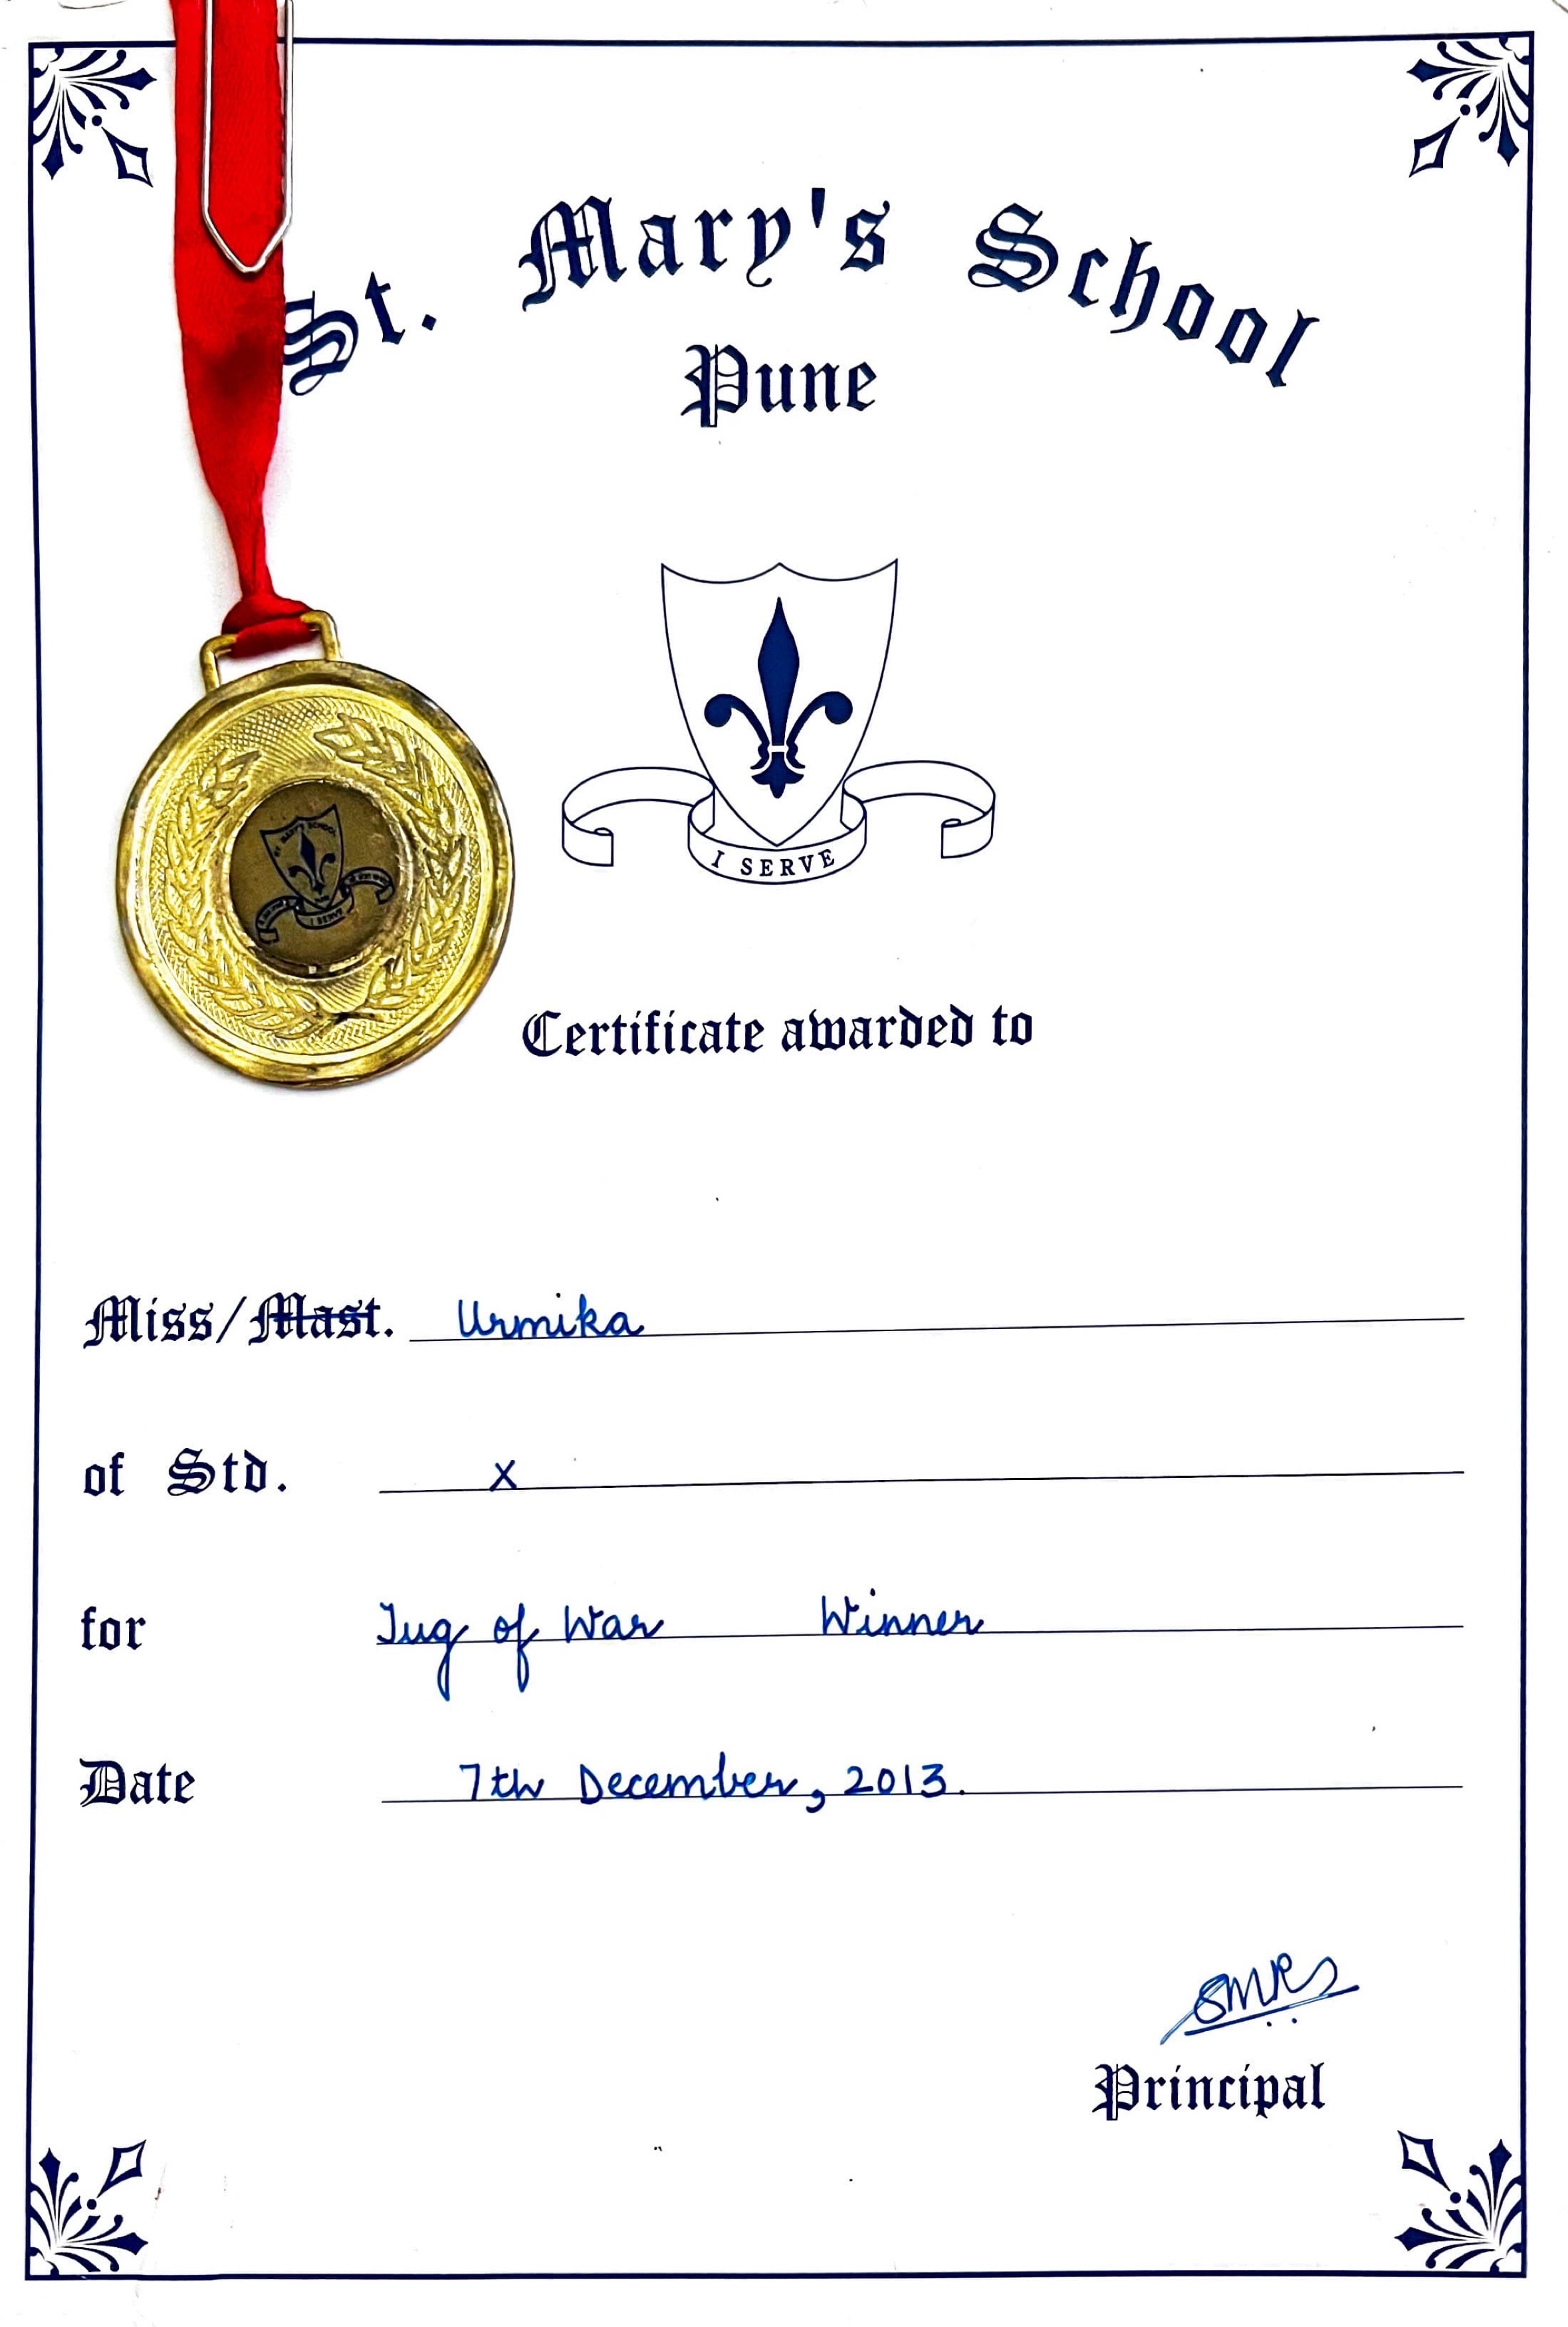 St. Mary's School
Pune
I SERVE
I SERVE
Certificate awarded to
Miss/Mast. Urmika
of Std. X
for Tug of War Winner
Date 7th December, 2013.
Principal